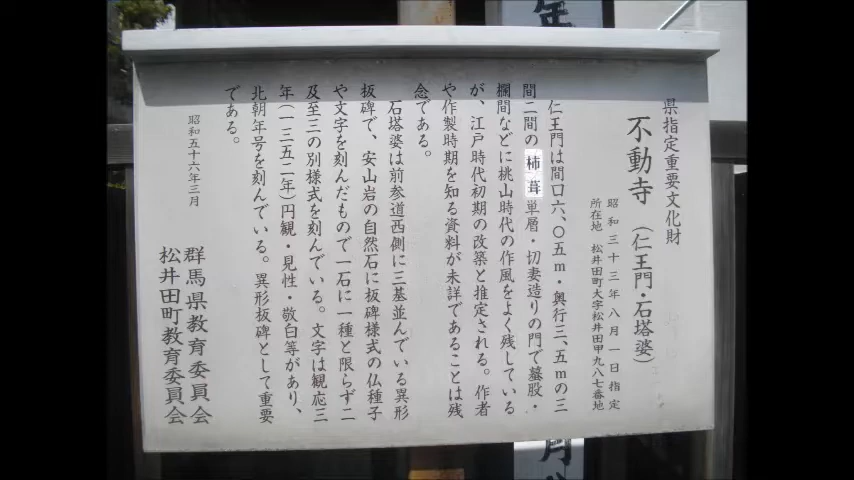 県指定重要文化財
不動寺(仁王門・石塔婆)
昭和三十三年八月一日指定
所在地 松井田町大字松井田甲九八七番地
仁王門は間口六、〇五m・奥行三、五mの三
間二間の柿葺単層・切妻造りの門で蟇股・
欄間などに桃山時代の作風をよく残している
が、江戸時代初期の改築と推定される。作者
や作製時期を知る資料が未詳であることは残
念である。
石塔婆は前参道西側に三基並んでいる異形
板碑で、安山岩の自然石に板碑様式の仏種子
や文字を刻んだもので一石に一種と限らず二
及至三の別様式を刻んでいる。文字は観応三
年(一三五二年)円観・見性・敬白等があり、
北朝年号を刻んでいる。異形板碑として重要
である。
昭和五十六年三月
群馬県教育委員会
松井田町教育委員会
年
月